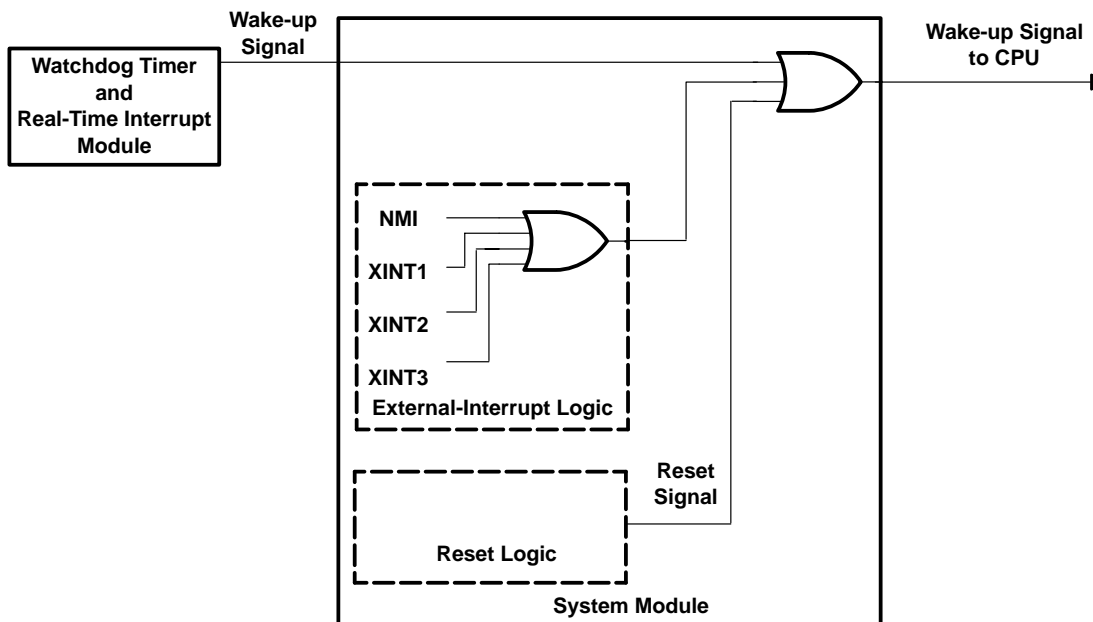 Wake-up
Signal
Wake-up Signal
to CPU
Watchdog Timer
and
Real-Time Interrupt
Module
NMI
XINT1
XINT2
XINT3
External-Interrupt Logic
Reset
Signal
Reset Logic
System Module